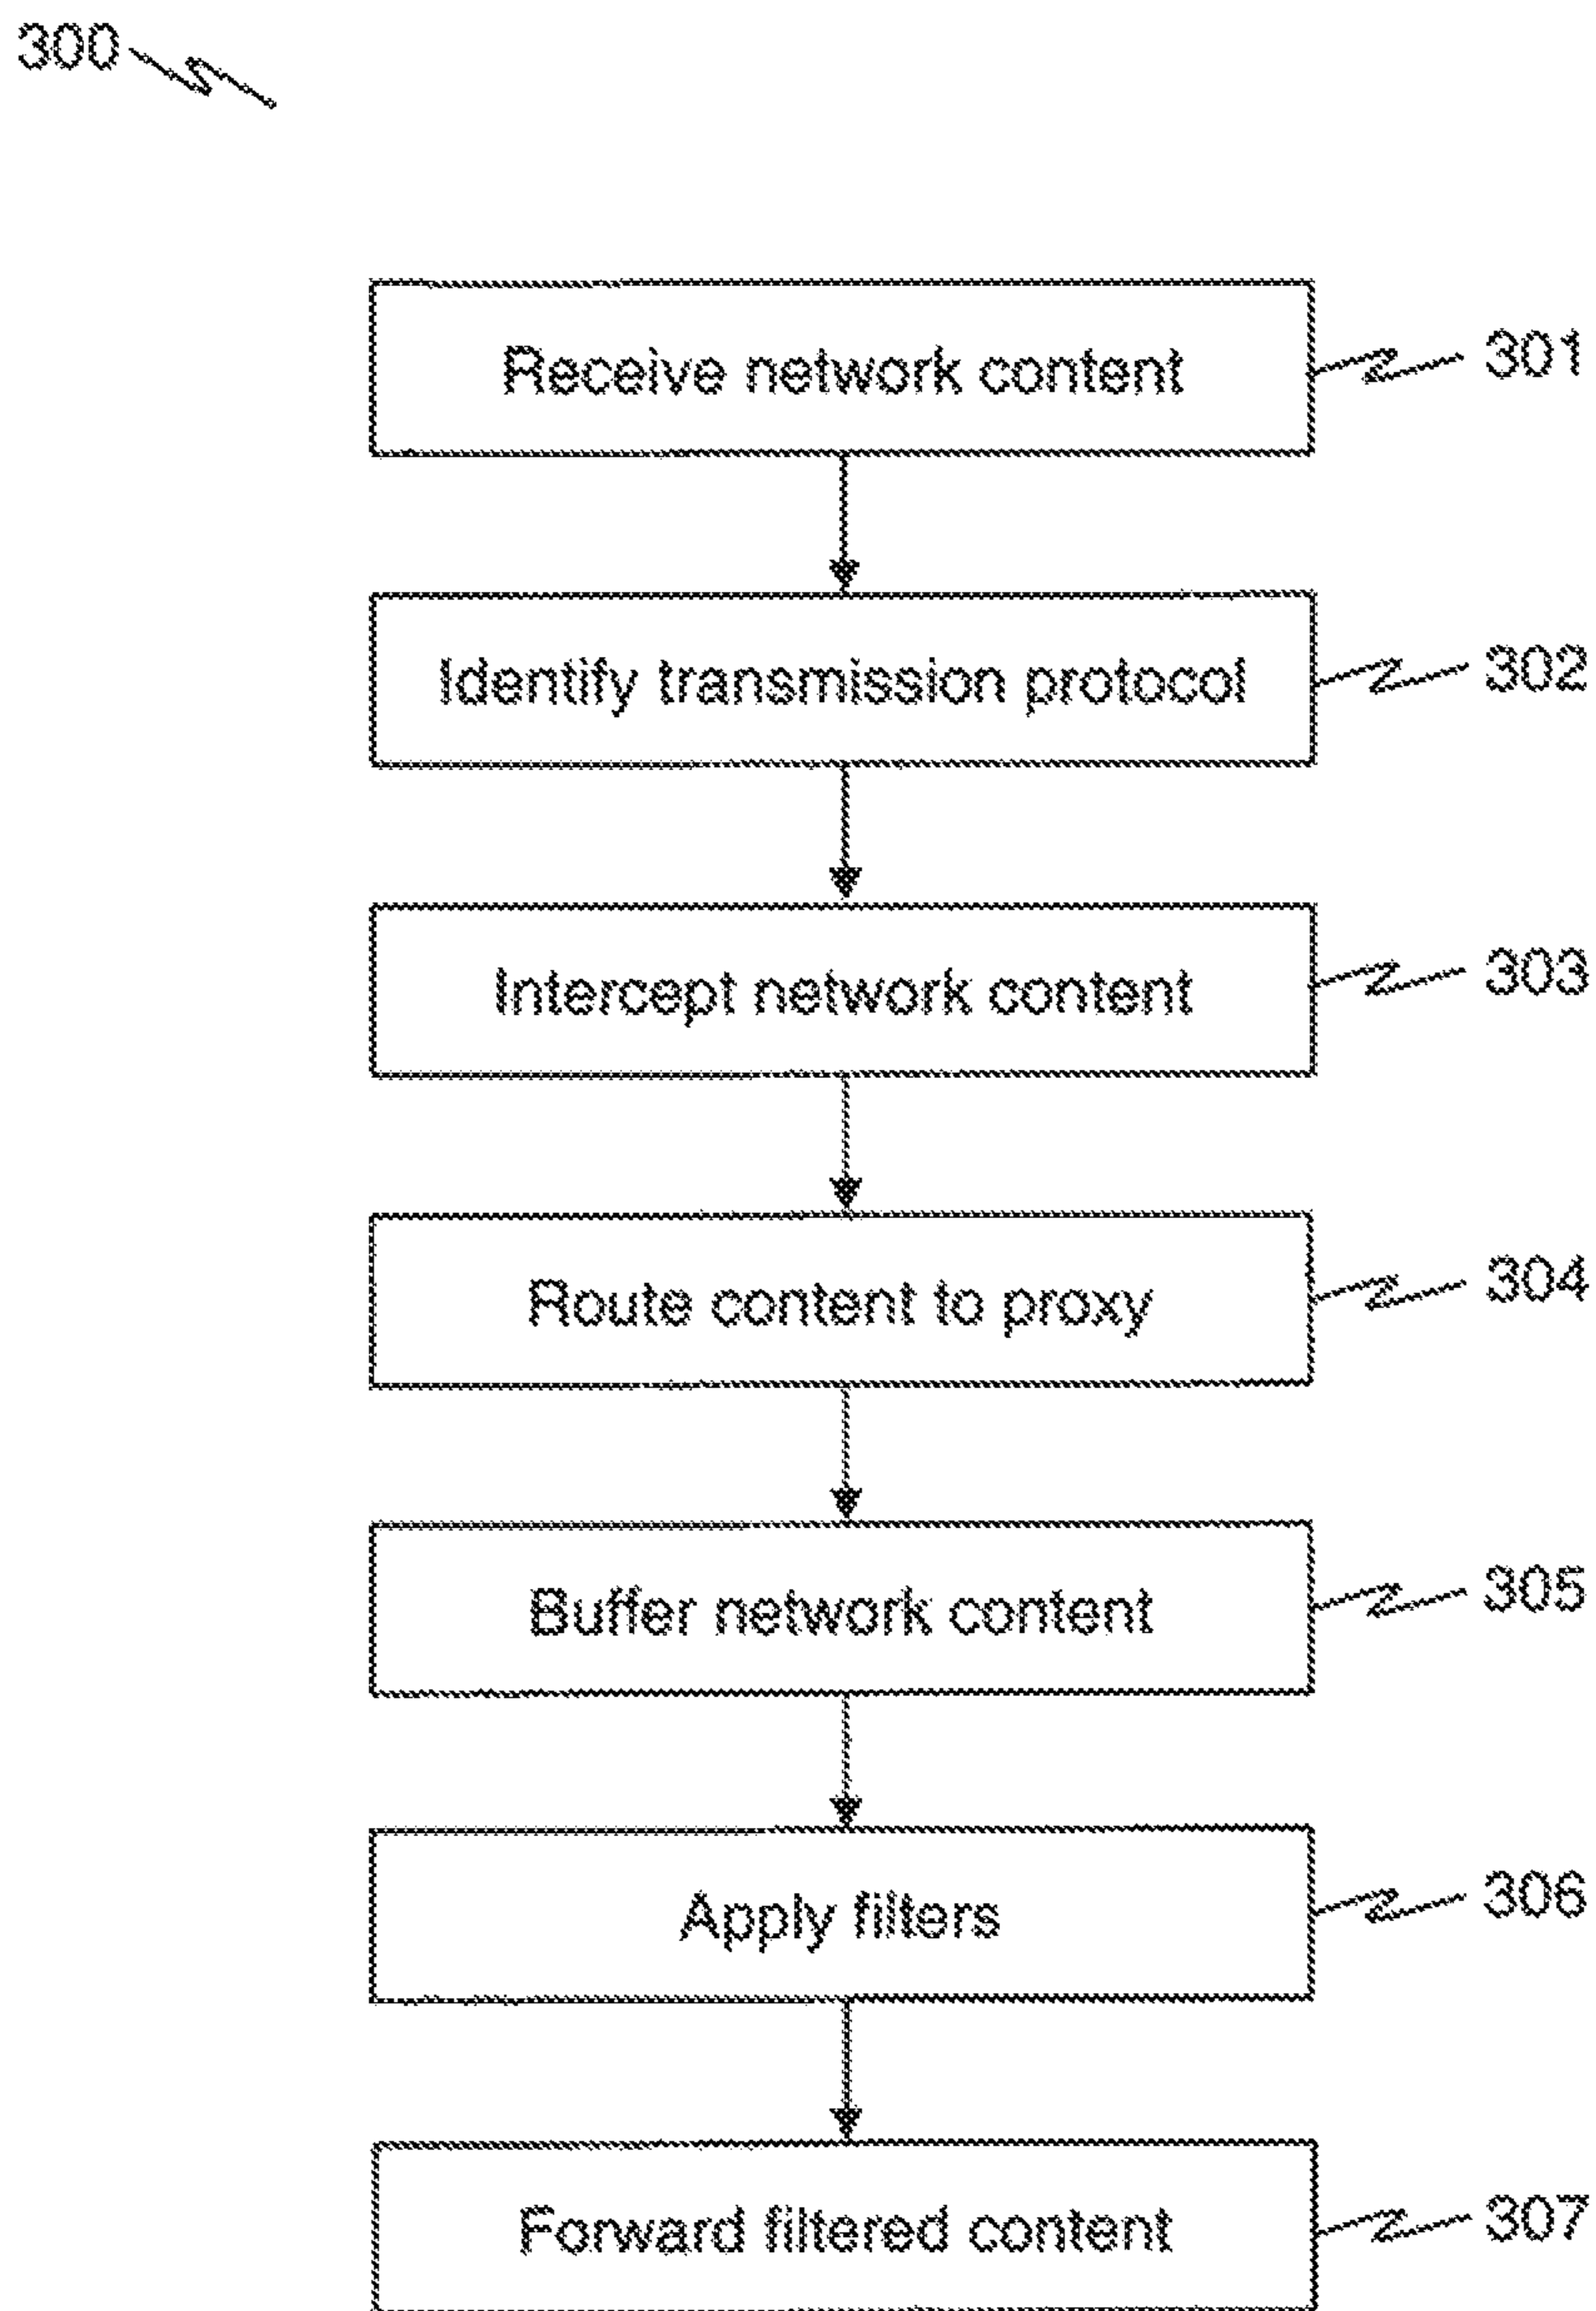 300
Receive network content 301
Identify transmission protocol 302
Intercept network content 303
Route content to proxy 304
Buffer network content 305
Apply filters 306
Forward filtered content 307